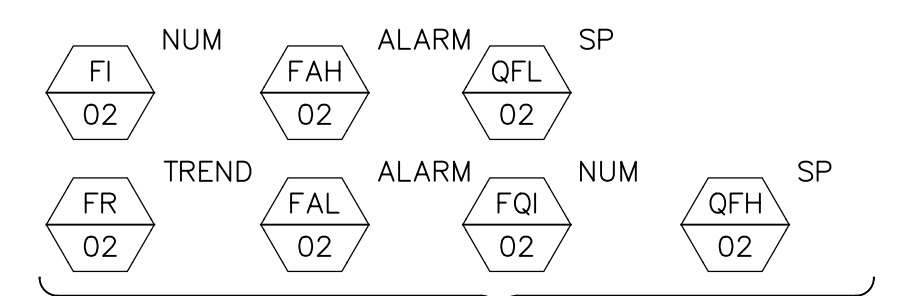 NUM ALARM SP
FI FAH QFL
02 02 02
TREND ALARM NUM SP
FR FAL FQI QFH
02 02 02 02